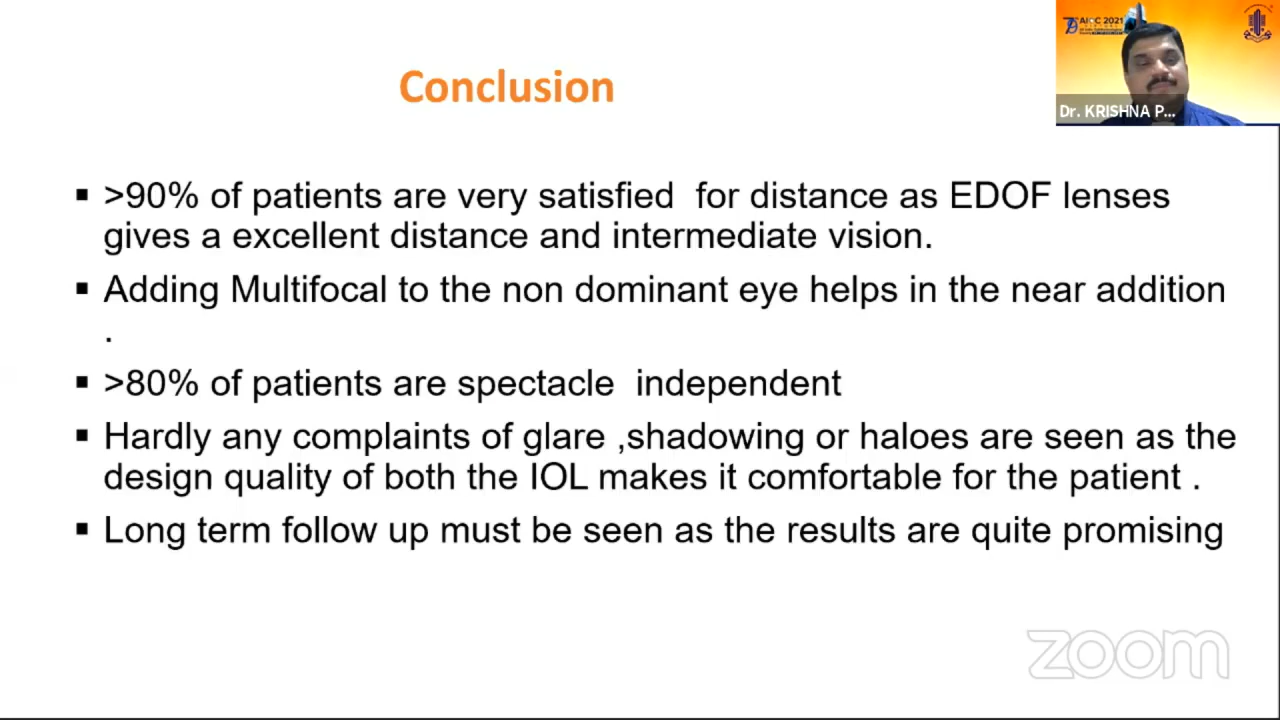 AIOC 2021
Dr. KRISHNA P...
Conclusion
▪ >90% of patients are very satisfied  for distance as EDOF lenses
gives a excellent distance and intermediate vision.
▪ Adding Multifocal to the non dominant eye helps in the near addition
.
▪ >80% of patients are spectacle  independent
▪ Hardly any complaints of glare ,shadowing or haloes are seen as the
design quality of both the IOL makes it comfortable for the patient .
▪ Long term follow up must be seen as the results are quite promising
zoom